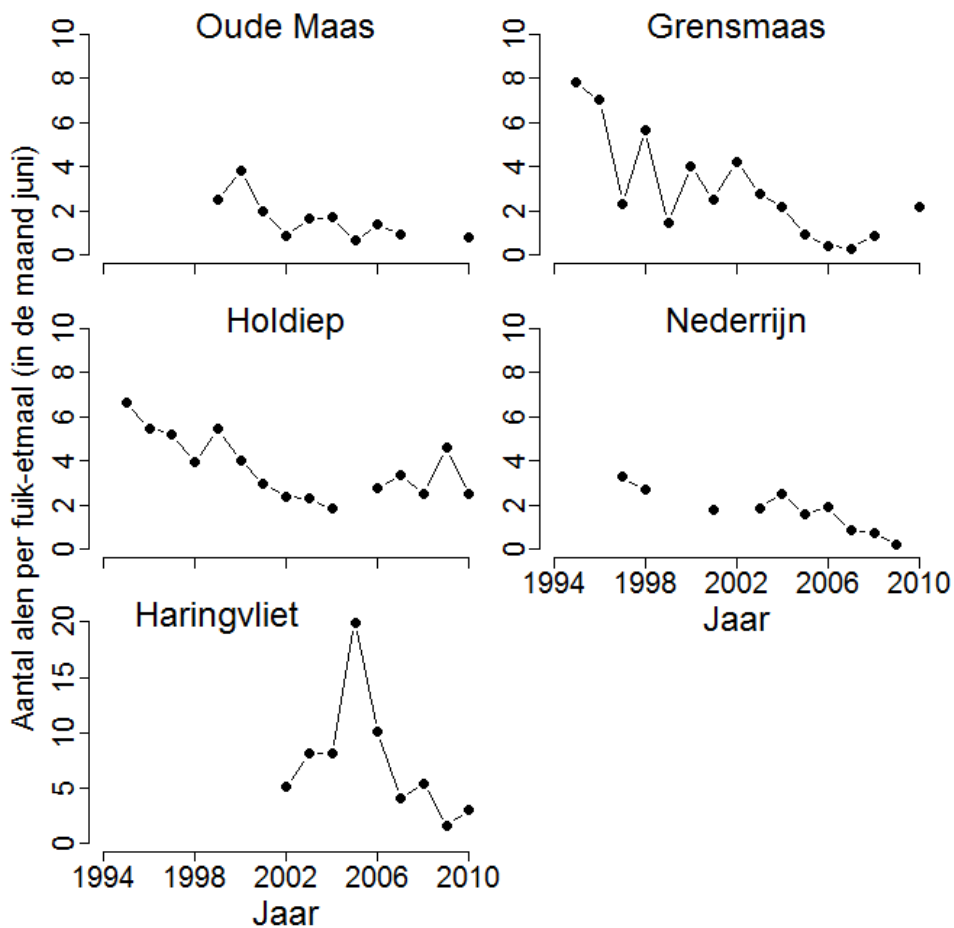 Aantal alen per fuik-etmaal (in de maand juni)
Oude Maas
10
8
6
4
2
0
Grensmaas
10
8
6
4
2
0
Holdiep
10
8
6
4
2
0
Nederrijn
10
8
6
4
2
0
1994 1998 2002 2006 2010
Jaar
Haringvliet
20
15
10
5
0
1994 1998 2002 2006 2010
Jaar